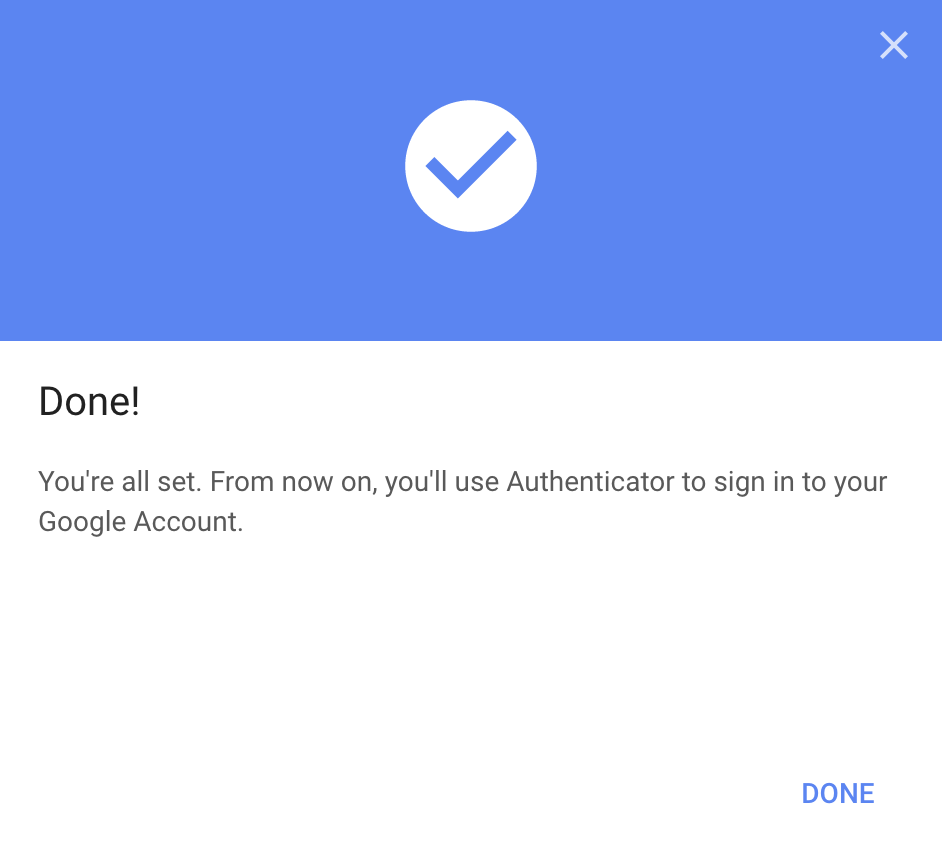 Done!
You're all set. From now on, you'll use Authenticator to sign in to your
Google Account.
DONE